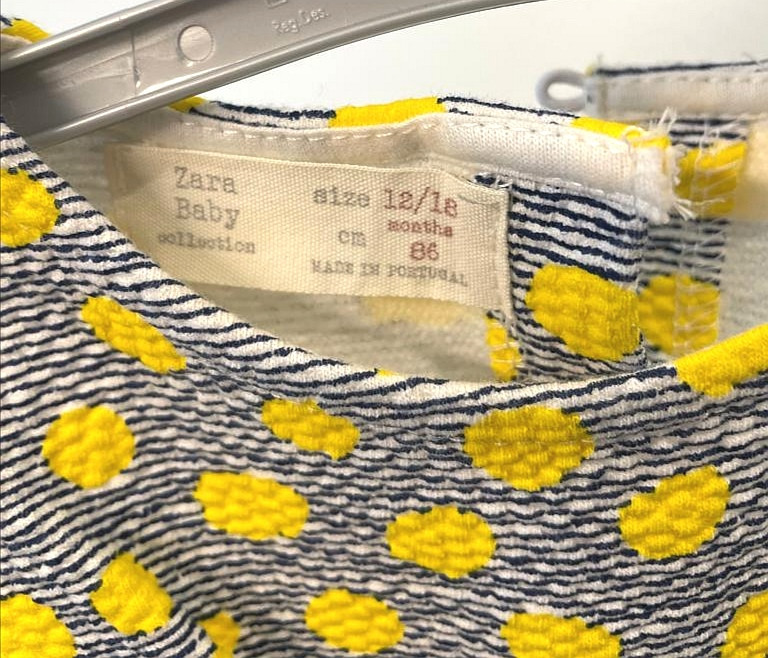 Reg.Des.
Zara
Baby
collection
size 12/18
months
cm 86
MADE IN PORTUGAL